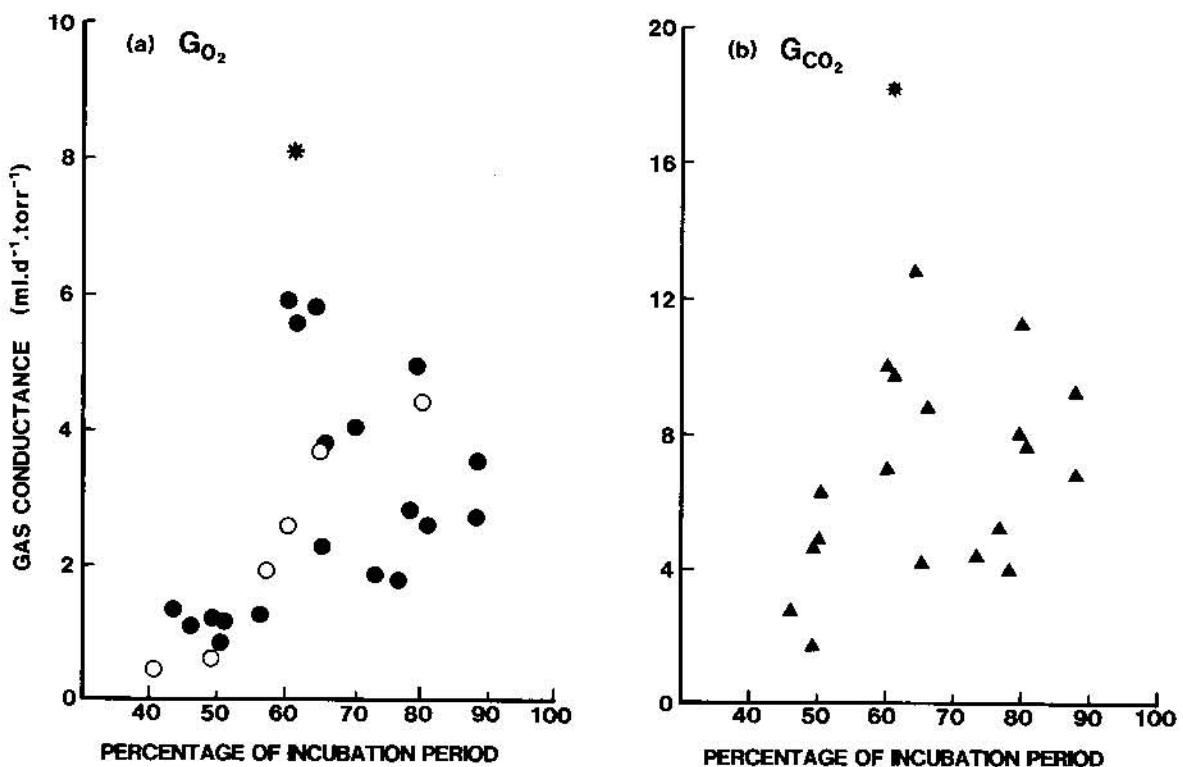 (a) G_O₂
10
8
6
4
2
0
GAS CONDUCTANCE (ml.d⁻¹.torr⁻¹)
40 50 60 70 80 90 100
PERCENTAGE OF INCUBATION PERIOD
(b) G_CO₂
20
16
12
8
4
0
40 50 60 70 80 90 100
PERCENTAGE OF INCUBATION PERIOD